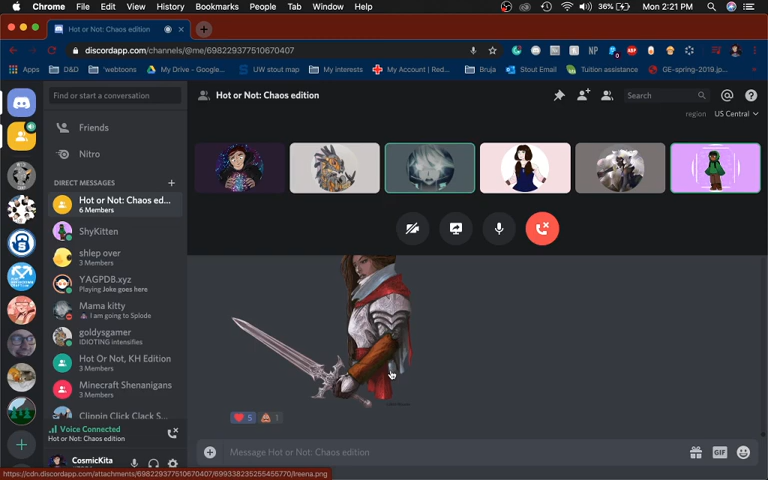 Chrome File Edit View History Bookmarks People Tab Window Help 36% Mon 2:21 PM
Hot or Not: Chaos edition
discordapp.com/channels/@me/698229377510670407
Apps D&D 'webtoons My Drive - Google... UW stout map My interests My Account | Red... Bruja Stout Email Tuition assistance GE-spring-2019.jp...
Find or start a conversation
Hot or Not: Chaos edition
Search
region US Central
Friends
Nitro
DIRECT MESSAGES
Hot or Not: Chaos ed...
6 Members
ShyKitten
shlep over
3 Members
YAGPDB.xyz
Playing Joke goes here
Mama kitty
I am going to Splode
goldysgamer
IDIOTING intensifies
Hot Or Not, KH Edition
3 Members
Minecraft Shenanigans
3 Members
Clippin Click Clack S...
Voice Connected
Hot or Not: Chaos edition
CosmicKita
5 1
Message Hot or Not: Chaos edition
GIF
https://cdn.discordapp.com/attachments/698229377510670407/699338235255455770/Ireena.png